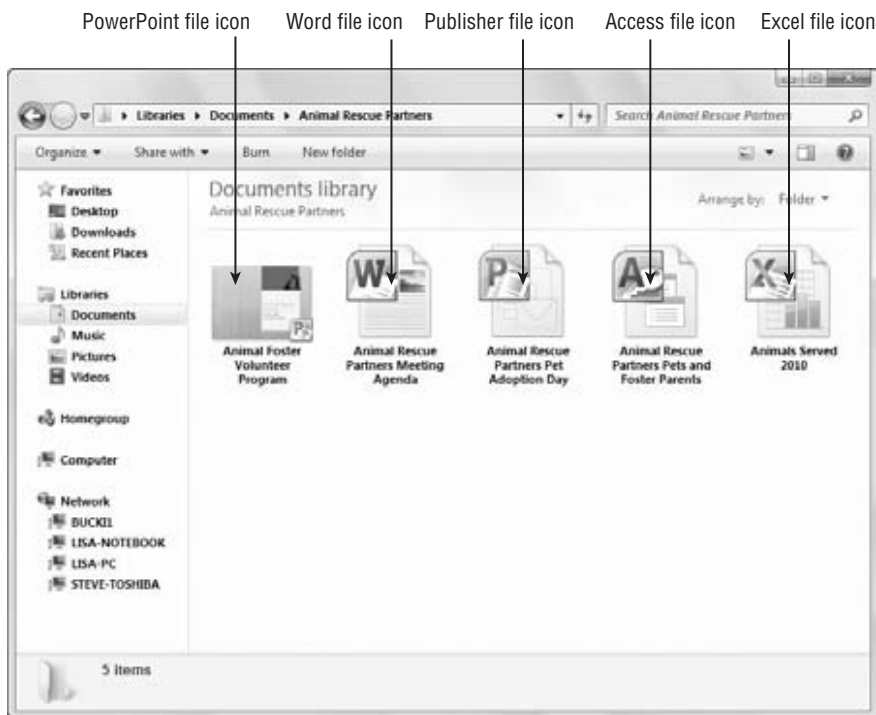 PowerPoint file icon Word file icon Publisher file icon Access file icon Excel file icon
Libraries Documents Animal Rescue Partners Search Animal Rescue Partners
Organize Share with Burn New folder
Favorites
Desktop
Downloads
Recent Places
Libraries
Documents
Music
Pictures
Videos
Homegroup
Computer
Network
BUCKI1
LISA-NOTEBOOK
LISA-PC
STEVE-TOSHIBA
Documents library
Animal Rescue Partners
Arrange by: Folder
W P A X
P
Animal Foster
Volunteer
Program
Animal Rescue
Partners Meeting
Agenda
Animal Rescue
Partners Pet
Adoption Day
Animal Rescue
Partners Pets and
Foster Parents
Animals Served
2010
5 items